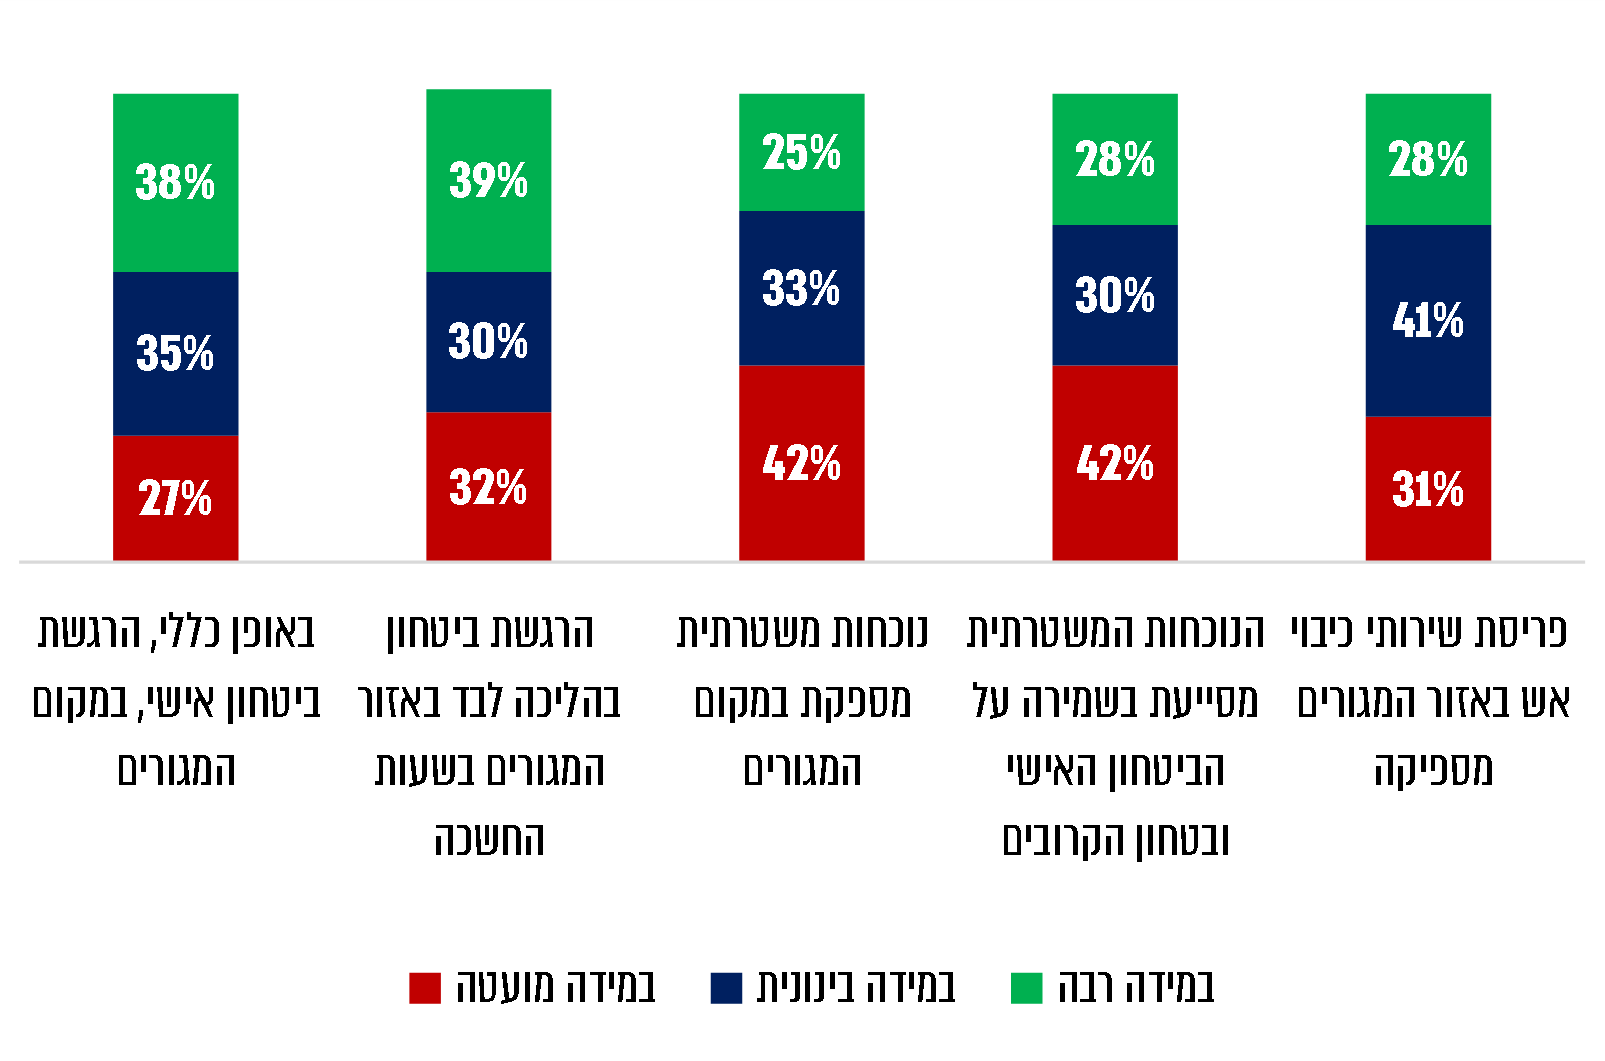 38%
35%
27%
39%
30%
32%
25%
33%
42%
28%
30%
42%
28%
41%
31%
באופן כללי, הרגשת
ביטחון אישי, במקום
המגורים
הרגשת ביטחון
בהליכה לבד באזור
המגורים בשעות
החשכה
נוכחות משטרתית
מספקת במקום
המגורים
הנוכחות המשטרתית
מסייעת בשמירה על
הביטחון האישי
ובטחון הקרובים
פריסת שירותי כיבוי
אש באזור המגורים
מספיקה
במידה מועטה
במידה בינונית
במידה רבה